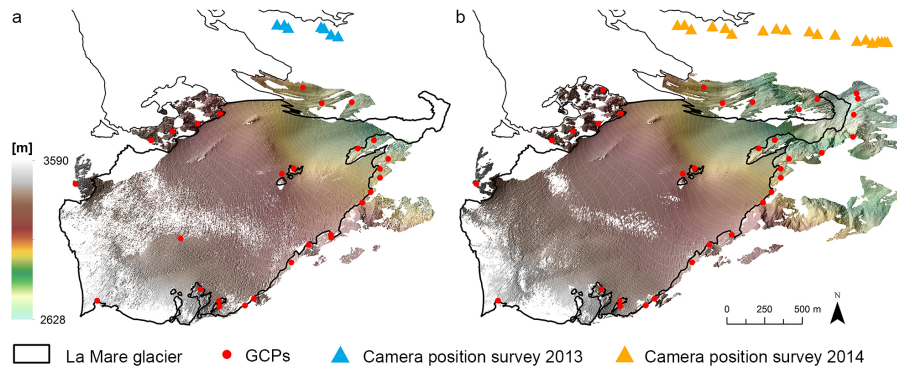 a
b
[m]
3590
2628
N
0 250 500 m
La Mare glacier GCPs Camera position survey 2013 Camera position survey 2014